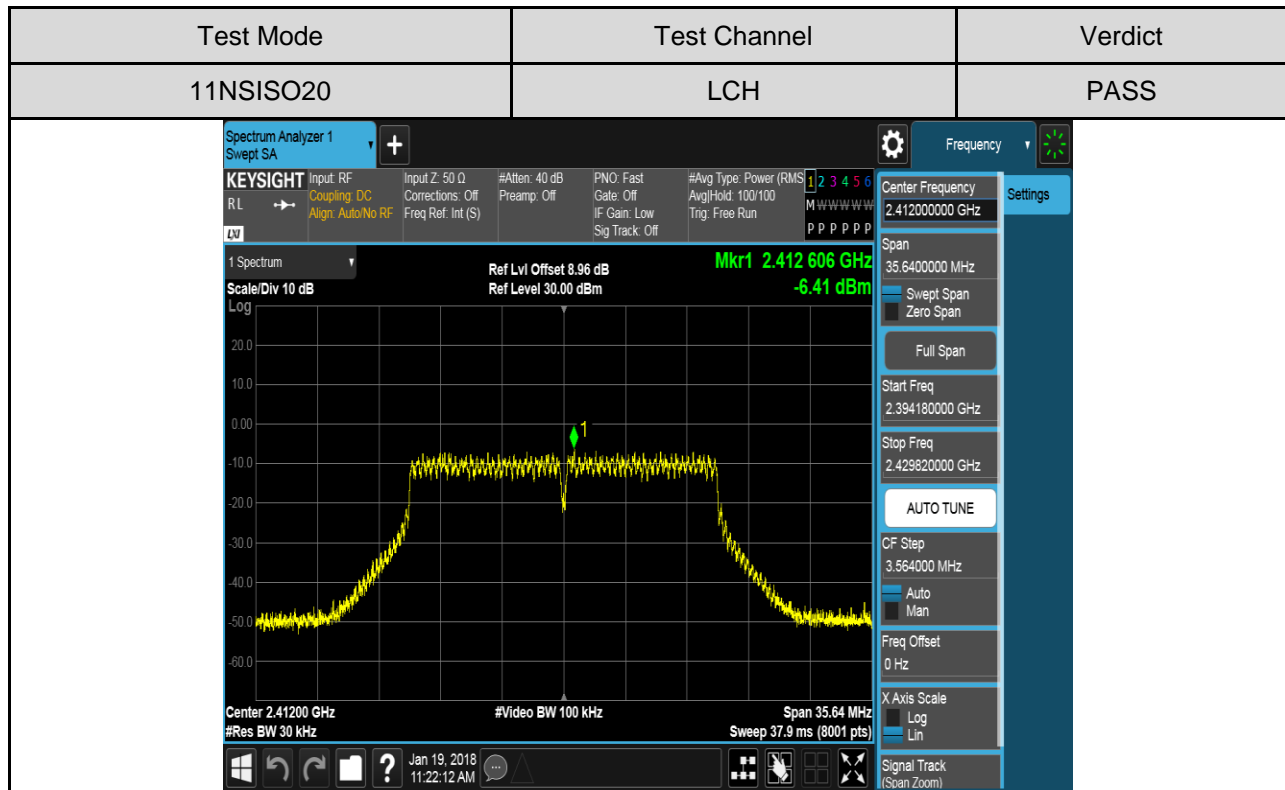 Test Mode Test Channel Verdict
11NSISO20 LCH PASS
Spectrum Analyzer 1
Swept SA
+
Frequency
KEYSIGHT
RL
LXI
Input: RF
Coupling: DC
Align: Auto/No RF
Input Z: 50 Ω
Corrections: Off
Freq Ref: Int (S)
#Atten: 40 dB
Preamp: Off
PNO: Fast
Gate: Off
IF Gain: Low
Sig Track: Off
#Avg Type: Power (RMS
Avg|Hold: 100/100
Trig: Free Run
1 2 3 4 5 6
M W W W W W
P P P P P P
1 Spectrum
Scale/Div 10 dB
Ref Lvl Offset 8.96 dB
Ref Level 30.00 dBm
Mkr1 2.412 606 GHz
-6.41 dBm
Log
20.0
10.0
0.00
-10.0
-20.0
-30.0
-40.0
-50.0
-60.0
1
Center 2.41200 GHz
#Res BW 30 kHz
#Video BW 100 kHz
Span 35.64 MHz
Sweep 37.9 ms (8001 pts)
Center Frequency
2.412000000 GHz
Settings
Span
35.6400000 MHz
Swept Span
Zero Span
Full Span
Start Freq
2.394180000 GHz
Stop Freq
2.429820000 GHz
AUTO TUNE
CF Step
3.564000 MHz
Auto
Man
Freq Offset
0 Hz
X Axis Scale
Log
Lin
Signal Track
(Span Zoom)
?
Jan 19, 2018
11:22:12 AM